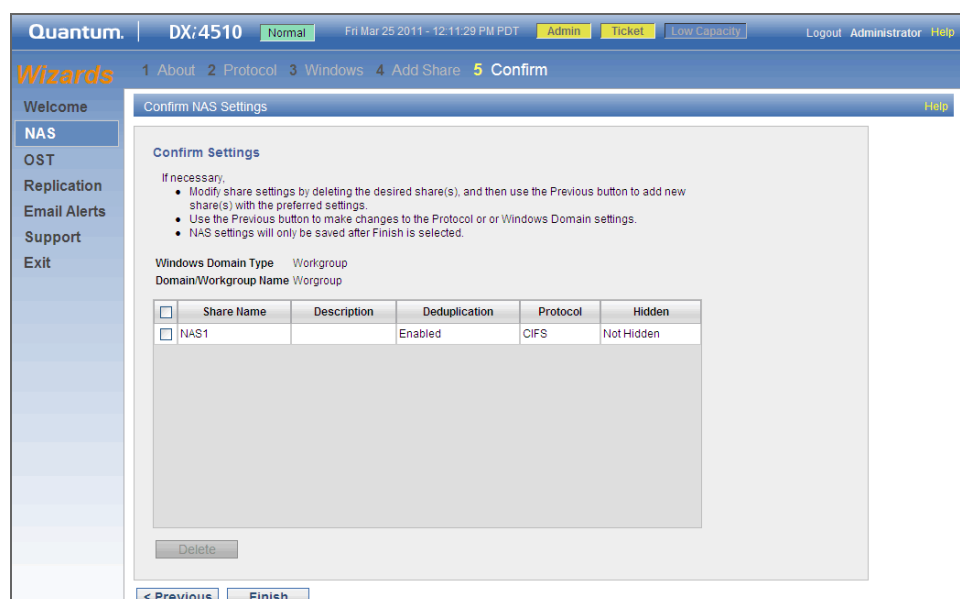 Quantum. DXi4510 Normal Fri Mar 25 2011 - 12:11:29 PM PDT Admin Ticket Low Capacity Logout Administrator Help
Wizards 1 About 2 Protocol 3 Windows 4 Add Share 5 Confirm
Welcome
NAS
OST
Replication
Email Alerts
Support
Exit
Confirm NAS Settings Help
Confirm Settings
If necessary,
• Modify share settings by deleting the desired share(s), and then use the Previous button to add new
share(s) with the preferred settings.
• Use the Previous button to make changes to the Protocol or or Windows Domain settings.
• NAS settings will only be saved after Finish is selected.
Windows Domain Type Workgroup
Domain/Workgroup Name Worgroup
Share Name Description Deduplication Protocol Hidden
NAS1 Enabled CIFS Not Hidden
Delete
< Previous Finish